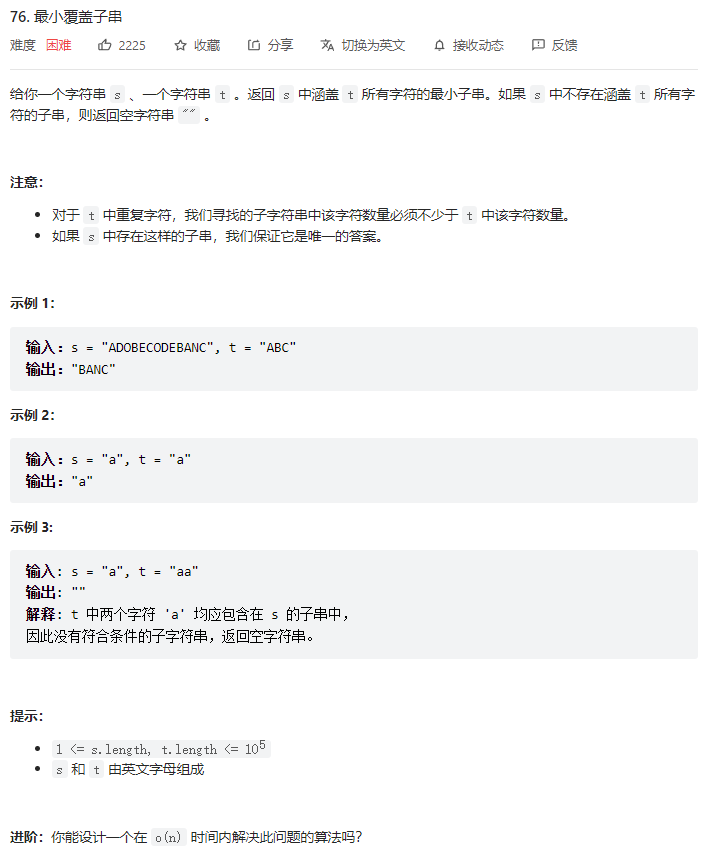 76. 最小覆盖子串
难度 困难 2225 收藏 分享 切换为英文 接收动态 反馈
给你一个字符串 s 、一个字符串 t 。返回 s 中涵盖 t 所有字符的最小子串。如果 s 中不存在涵盖 t 所有字
符的子串，则返回空字符串 "" 。
注意：
• 对于 t 中重复字符，我们寻找的子字符串中该字符数量必须不少于 t 中该字符数量。
• 如果 s 中存在这样的子串，我们保证它是唯一的答案。
示例 1：
输入：s = "ADOBECODEBANC", t = "ABC"
输出："BANC"
示例 2：
输入：s = "a", t = "a"
输出："a"
示例 3:
输入: s = "a", t = "aa"
输出: ""
解释: t 中两个字符 'a' 均应包含在 s 的子串中，
因此没有符合条件的子字符串，返回空字符串。
提示：
• 1 <= s.length, t.length <= 10⁵
• s 和 t 由英文字母组成
进阶：你能设计一个在 o(n) 时间内解决此问题的算法吗？